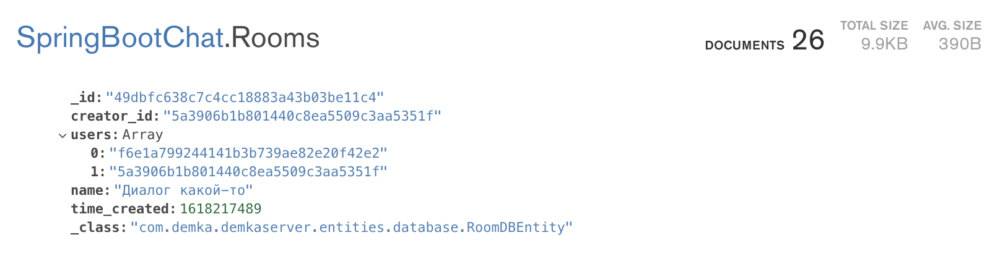 SpringBootChat.Rooms
DOCUMENTS 26
TOTAL SIZE
9.9KB
AVG. SIZE
390B
_id: "49dbfc638c7c4cc18883a43b03be11c4"
creator_id: "5a3906b1b801440c8ea5509c3aa5351f"
users: Array
0: "f6e1a799244141b3b739ae82e20f42e2"
1: "5a3906b1b801440c8ea5509c3aa5351f"
name: "Диалог какой-то"
time_created: 1618217489
_class: "com.demka.demkaserver.entities.database.RoomDBEntity"